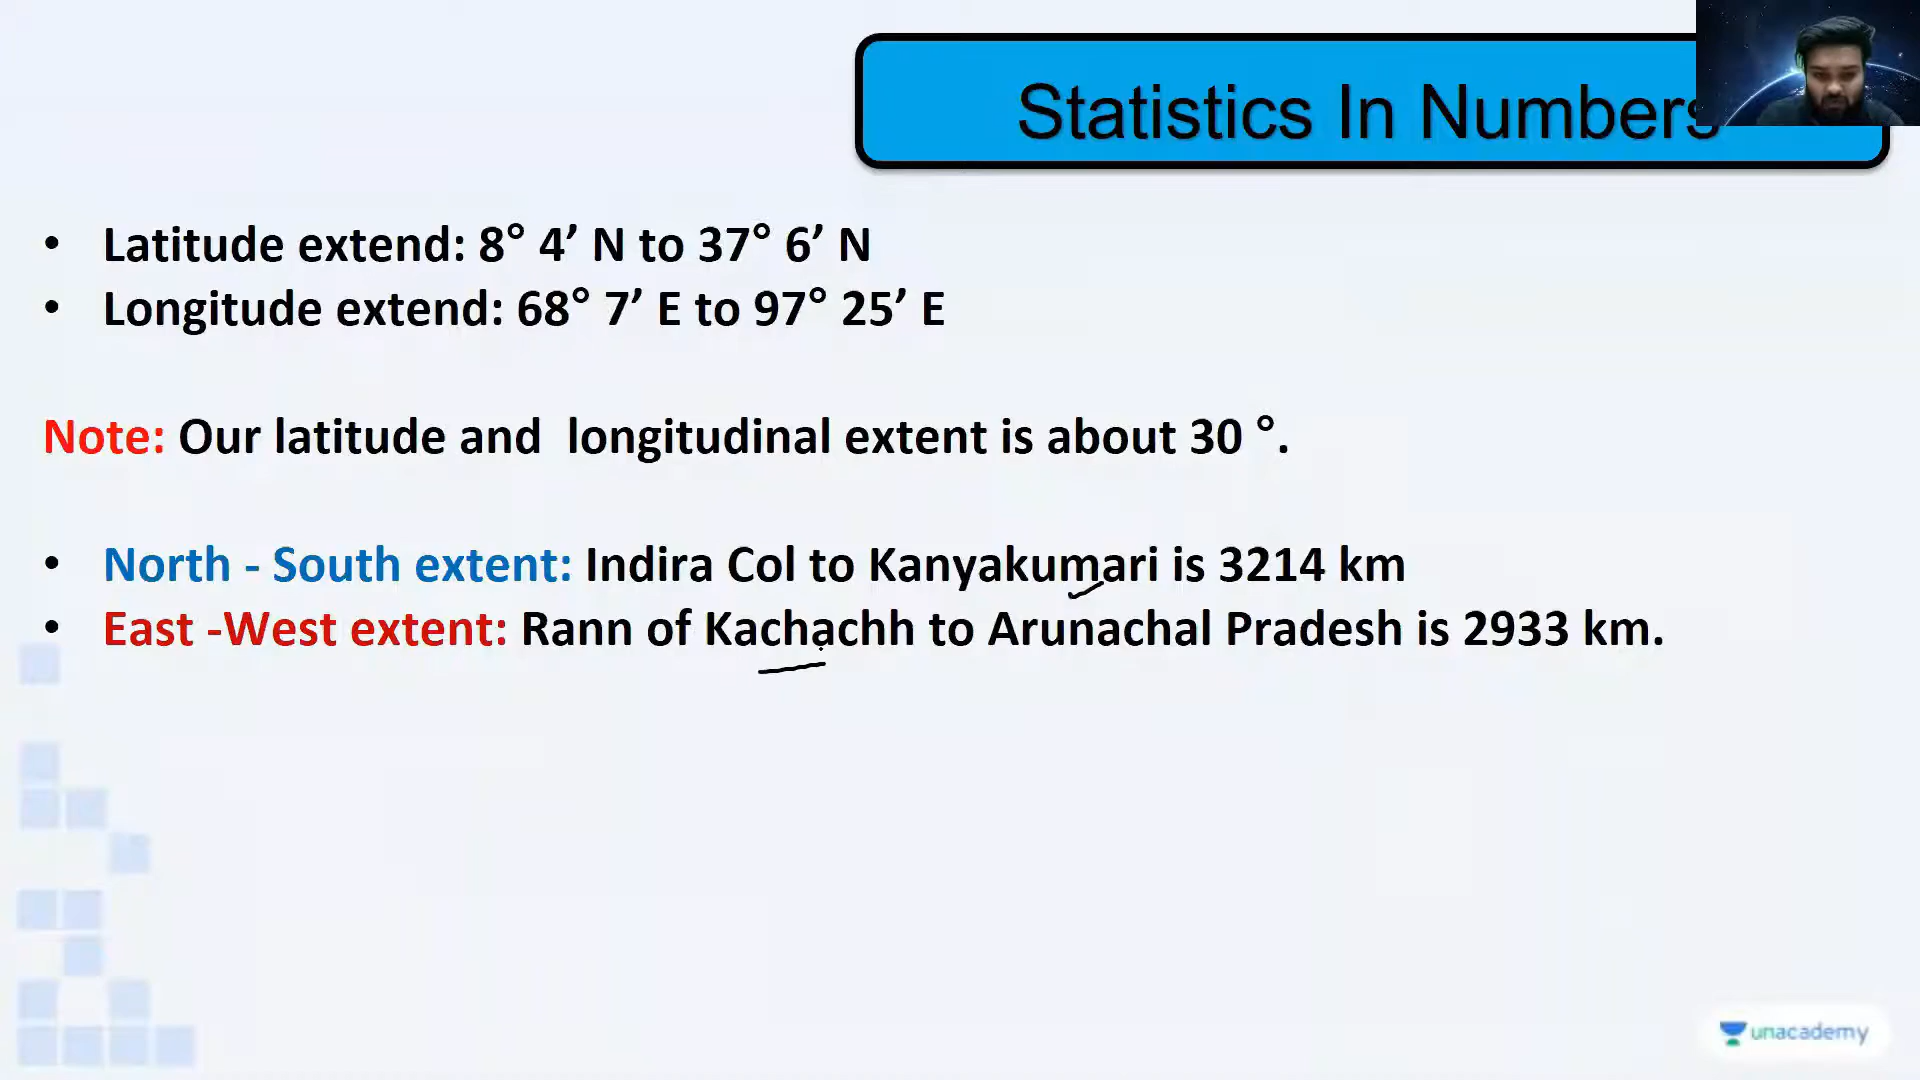 Statistics In Numbers
• Latitude extend: 8° 4’ N to 37° 6’ N
• Longitude extend: 68° 7’ E to 97° 25’ E
Note: Our latitude and longitudinal extent is about 30 °.
• North - South extent: Indira Col to Kanyakumari is 3214 km
• East -West extent: Rann of Kachachh to Arunachal Pradesh is 2933 km.
unacademy